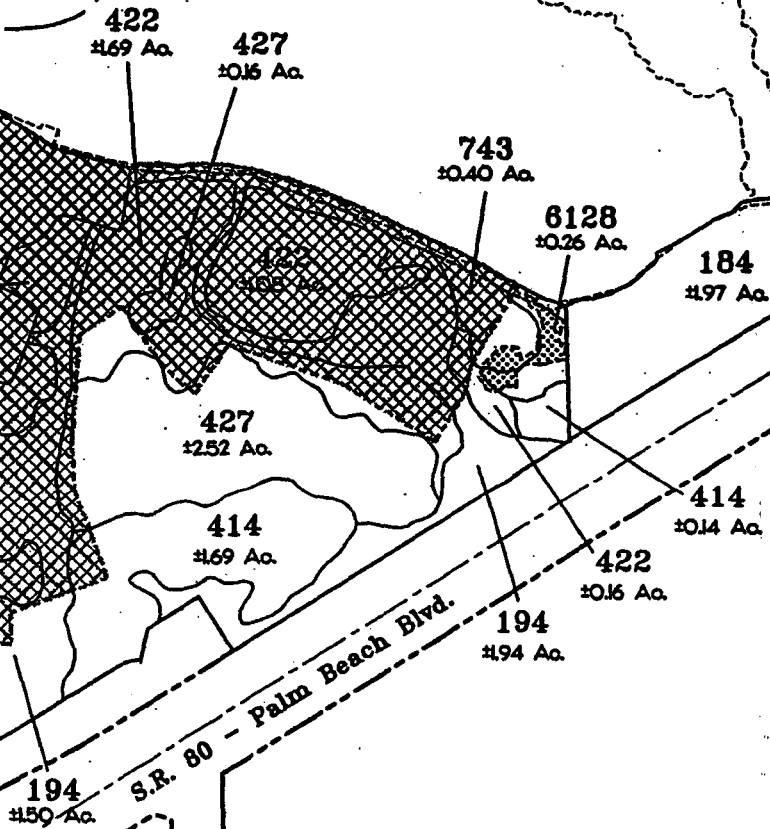 422
±1.69 Ac.
427
±0.16 Ac.
743
±0.40 Ac.
6128
±0.26 Ac.
184
±1.97 Ac.
422
427
±2.52 Ac.
414
±1.69 Ac.
414
±0.14 Ac.
422
±0.16 Ac.
194
±1.94 Ac.
S.R. 80 - Palm Beach Blvd.
194
±1.59 Ac.